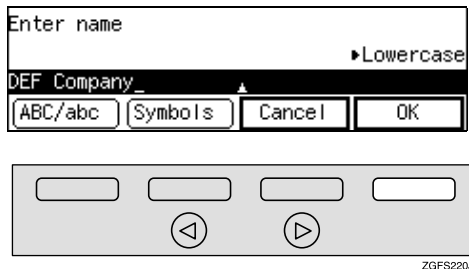 Enter name
▸Lowercase
DEF Company_
ABC/abc Symbols Cancel OK
ZGFS220